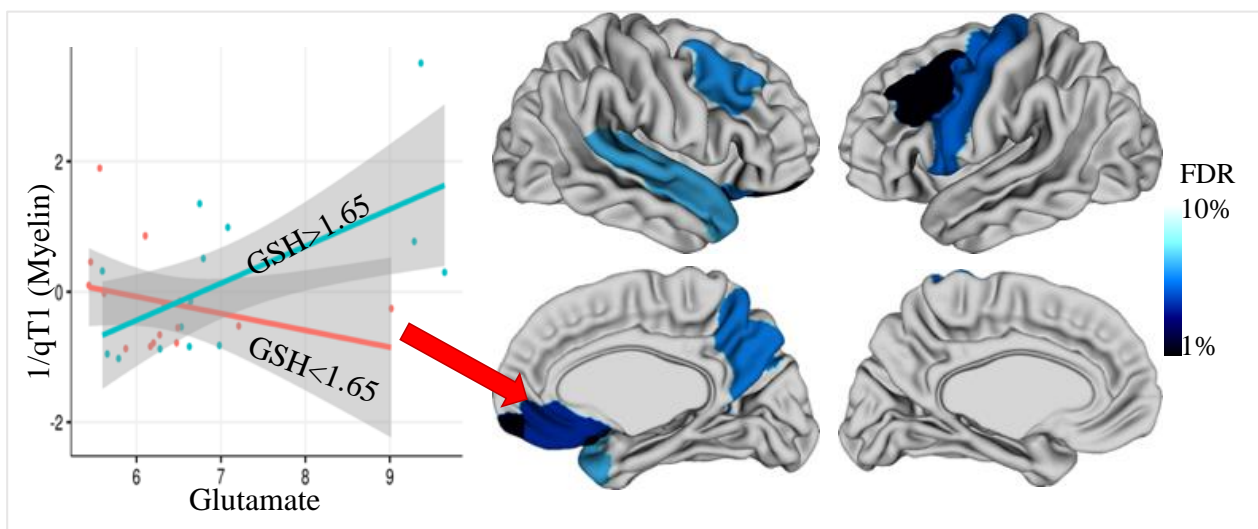 2
0
-2
1/qT1 (Myelin)
GSH>1.65
GSH<1.65
6
7
8
9
Glutamate
FDR
10%
1%